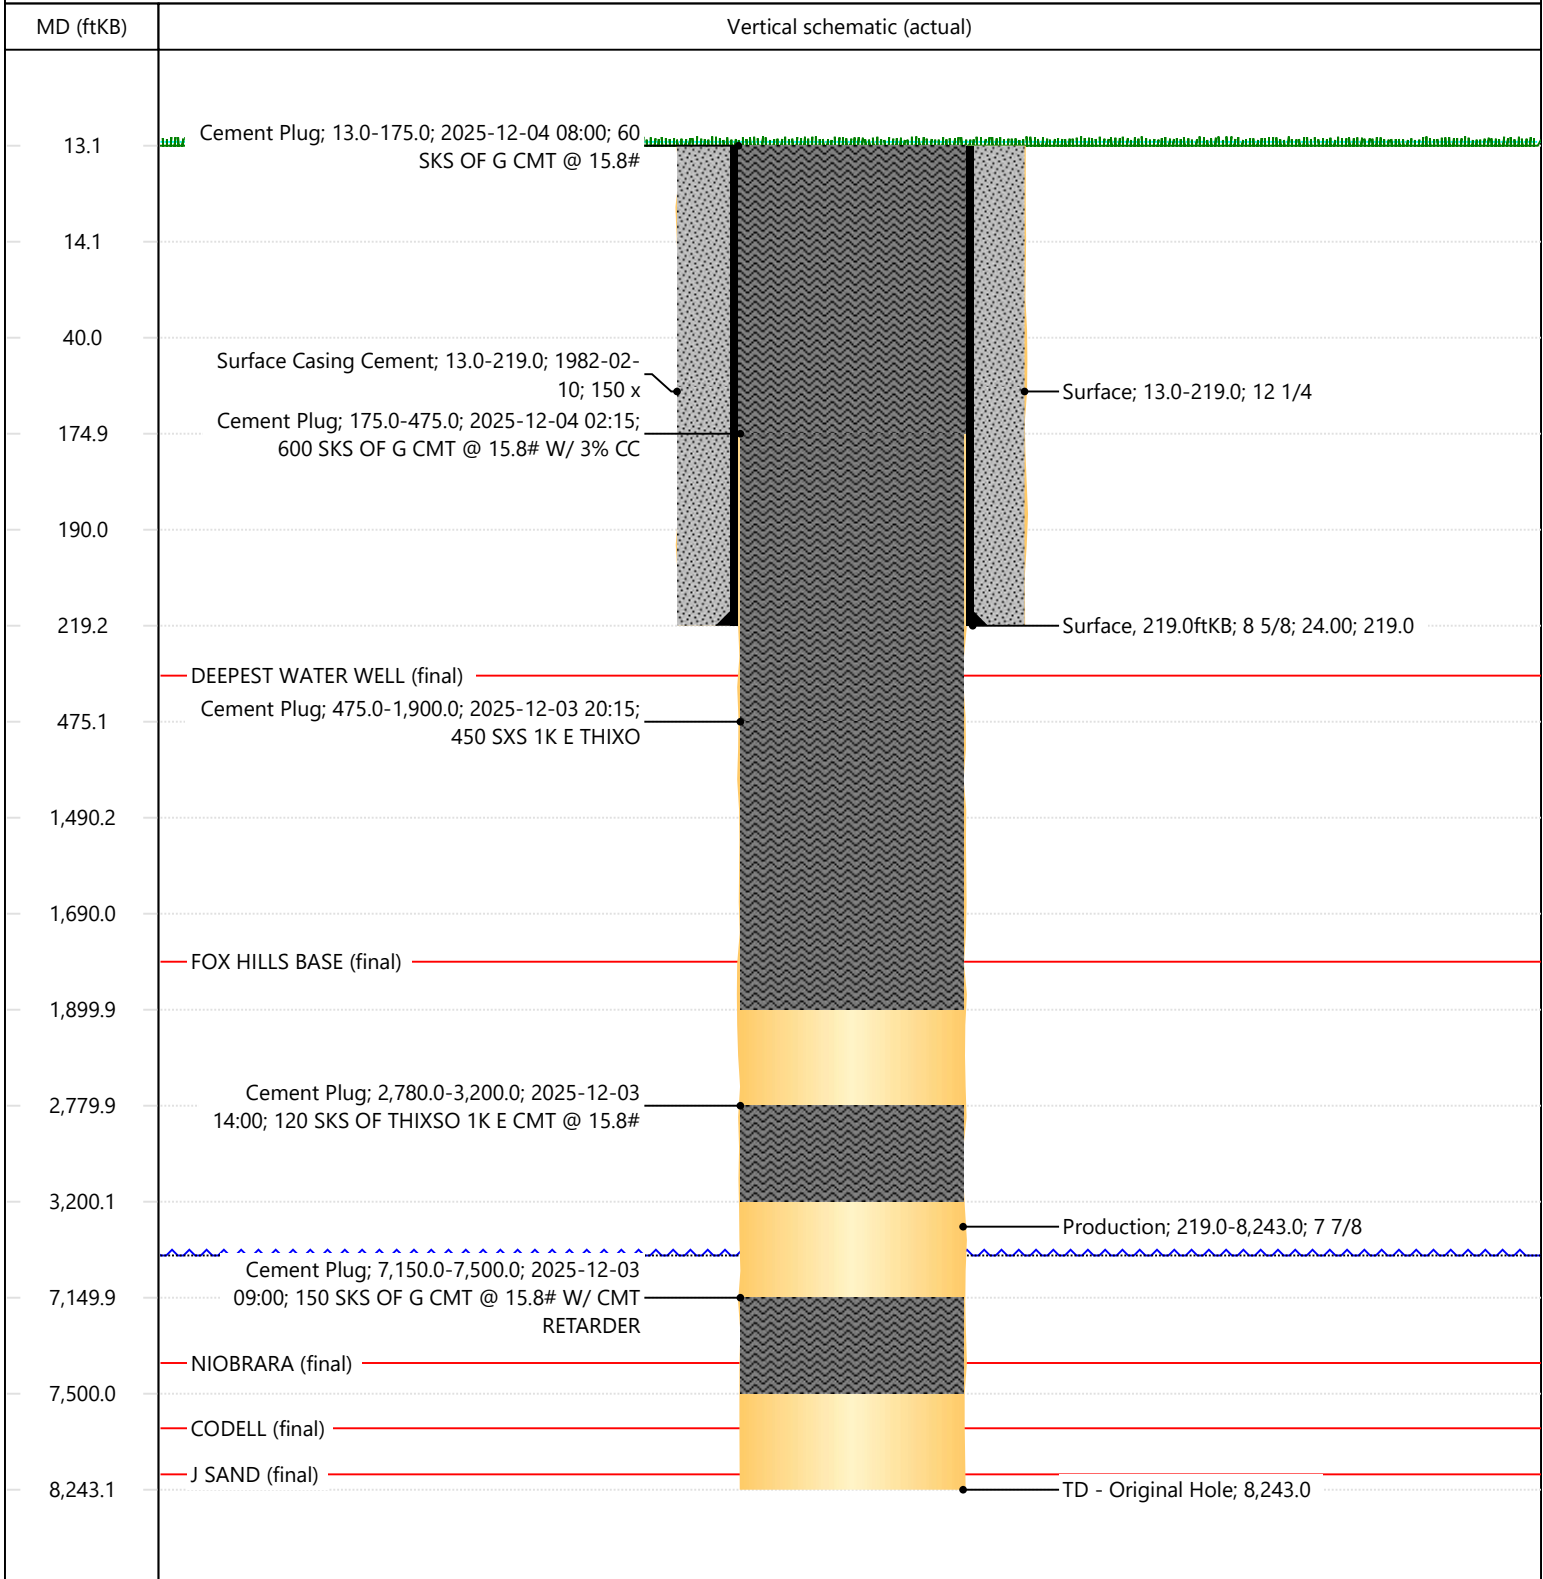 MD (ftKB)
Vertical schematic (actual)
13.1
Cement Plug; 13.0-175.0; 2025-12-04 08:00; 60
SKS OF G CMT @ 15.8#
14.1
40.0
Surface Casing Cement; 13.0-219.0; 1982-02-
10; 150 x
Surface; 13.0-219.0; 12 1/4
174.9
Cement Plug; 175.0-475.0; 2025-12-04 02:15;
600 SKS OF G CMT @ 15.8# W/ 3% CC
190.0
219.2
Surface, 219.0ftKB; 8 5/8; 24.00; 219.0
DEEPEST WATER WELL (final)
475.1
Cement Plug; 475.0-1,900.0; 2025-12-03 20:15;
450 SXS 1K E THIXO
1,490.2
1,690.0
FOX HILLS BASE (final)
1,899.9
2,779.9
Cement Plug; 2,780.0-3,200.0; 2025-12-03
14:00; 120 SKS OF THIXSO 1K E CMT @ 15.8#
3,200.1
Production; 219.0-8,243.0; 7 7/8
7,149.9
Cement Plug; 7,150.0-7,500.0; 2025-12-03
09:00; 150 SKS OF G CMT @ 15.8# W/ CMT
RETARDER
NIOBRARA (final)
7,500.0
CODELL (final)
J SAND (final)
8,243.1
TD - Original Hole; 8,243.0